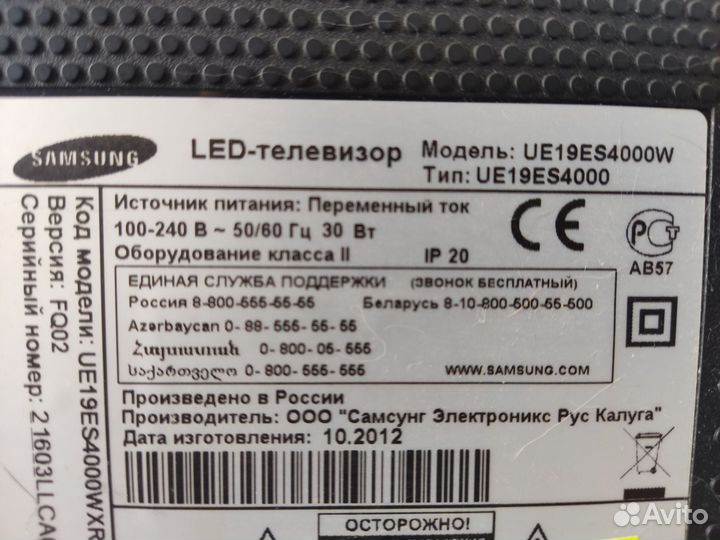 SAMSUNG
LED-телевизор
Модель: UE19ES4000W
Тип: UE19ES4000
Источник питания: Переменный ток
100-240 В ~ 50/60 Гц 30 Вт
Оборудование класса II IP 20
CE
РСТ
АВ57
ЕДИНАЯ СЛУЖБА ПОДДЕРЖКИ (ЗВОНОК БЕСПЛАТНЫЙ)
Россия 8-800-555-55-55 Беларусь 8-10-800-500-55-500
Azərbaycan 0- 88- 555- 55- 55
Հայաստան 0- 800- 05- 555
საქართველო 0- 800- 555- 555
WWW.SAMSUNG.COM
Произведено в России
Производитель: ООО "Самсунг Электроникс Рус Калуга"
Дата изготовления: 10.2012
ОСТОРОЖНО!
Код модели: UE19ES4000WXR
Версия: FQ02
Серийный номер: 21603LLCA
Avito